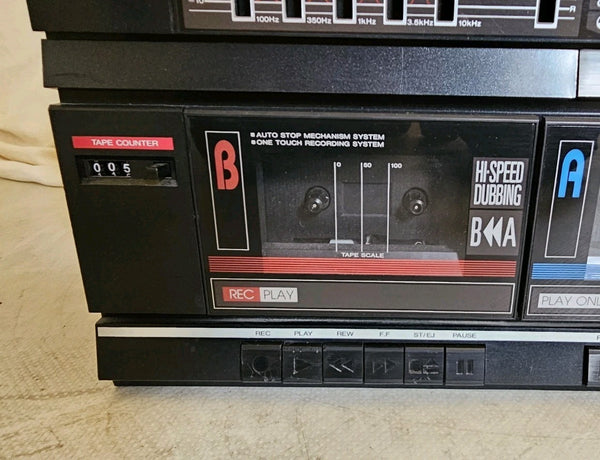 10
R
100Hz 350Hz 1kHz 3.5kHz 10kHz
TAPE COUNTER
005
B
AUTO STOP MECHANISM SYSTEM
ONE TOUCH RECORDING SYSTEM
0 50 100
TAPE SCALE
HI-SPEED
DUBBING
B A
A
REC PLAY
PLAY ONL
REC PLAY REW F.F ST/EJ PAUSE